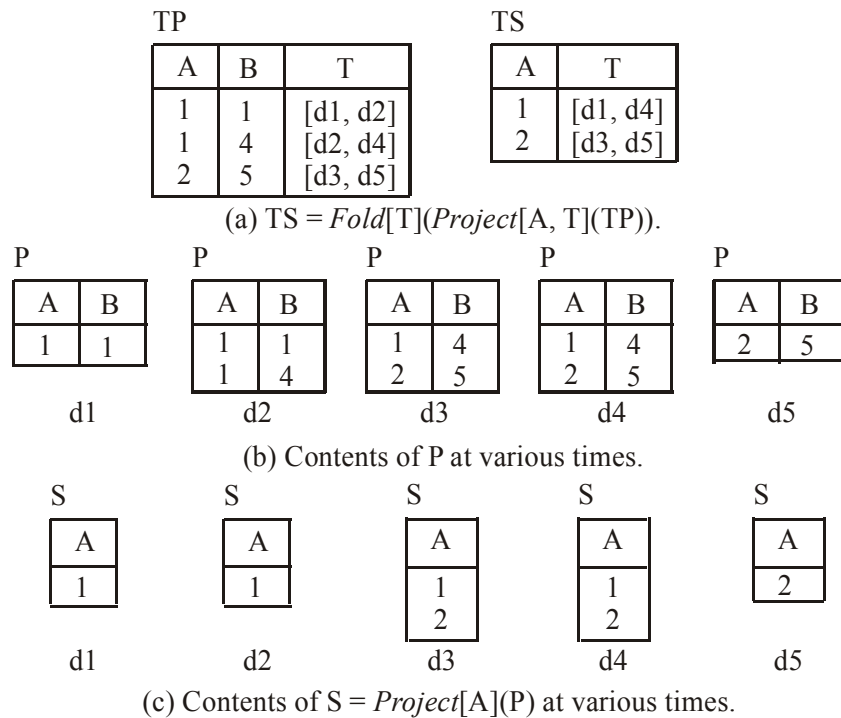 TP TS
A B T A T
1 1 [d1, d2] 1 [d1, d4]
1 4 [d2, d4] 2 [d3, d5]
2 5 [d3, d5]
(a) TS = Fold[T](Project[A, T](TP)).
P P P P P
A B A B A B A B A B
1 1 1 1 1 4 1 4 2 5
1 4 2 5 2 5
d1 d2 d3 d4 d5
(b) Contents of P at various times.
S S S S S
A A A A A
1 1 1 1 2
2 2
d1 d2 d3 d4 d5
(c) Contents of S = Project[A](P) at various times.